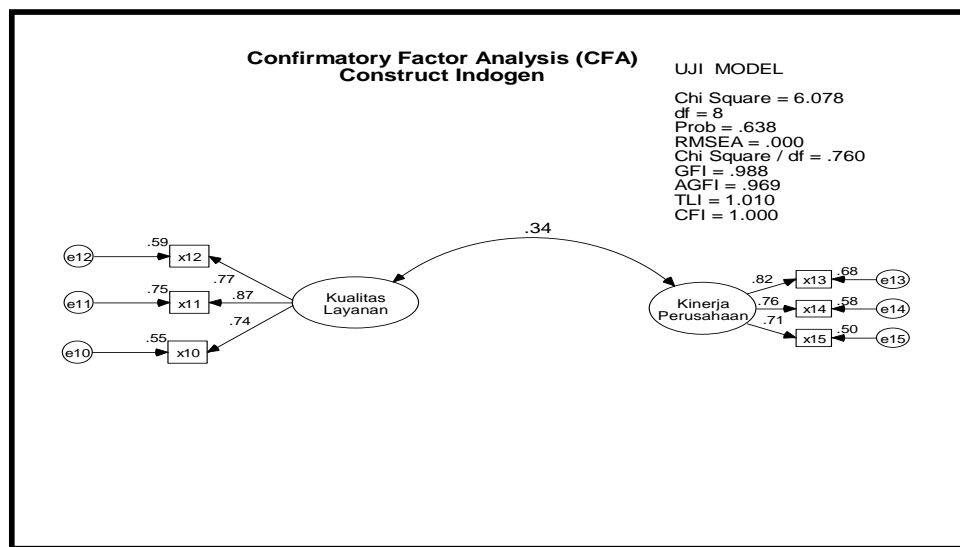 Confirmatory Factor Analysis (CFA)
Construct Indogen
UJI MODEL
Chi Square = 6.078
df = 8
Prob = .638
RMSEA = .000
Chi Square / df = .760
GFI = .988
AGFI = .969
TLI = 1.010
CFI = 1.000
.34
e12
.59
x12
.77
e11
.75
x11
.87
e10
.55
x10
.74
Kualitas
Layanan
Kinerja
Perusahaan
.82
x13
.68
e13
.76
x14
.58
e14
.71
x15
.50
e15